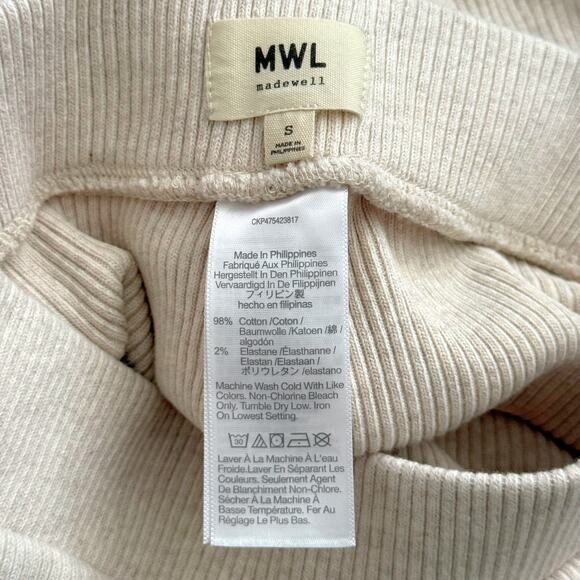 MWL
madewell
S
MADE IN
PHILIPPINES
CKP475423817
Made In Philippines
Fabriqué Aux Philippines
Hergestellt In Den Philippinen
Vervaardigd In De Filippijnen
フィリピン製
hecho en filipinas
98% Cotton /Coton /
Baumwolle /Katoen /綿 /
algodón
2% Elastane /Élasthanne /
Elastan /Elastaan /
ポリウレタン /elastano
Machine Wash Cold With Like
Colors. Non-Chlorine Bleach
Only. Tumble Dry Low. Iron
On Lowest Setting.
Laver À La Machine À L'eau
Froide.Laver En Séparant Les
Couleurs. Seulement Agent
De Blanchiment Non-Chloré.
Sécher À La Machine À
Basse Température. Fer Au
Réglage Le Plus Bas.